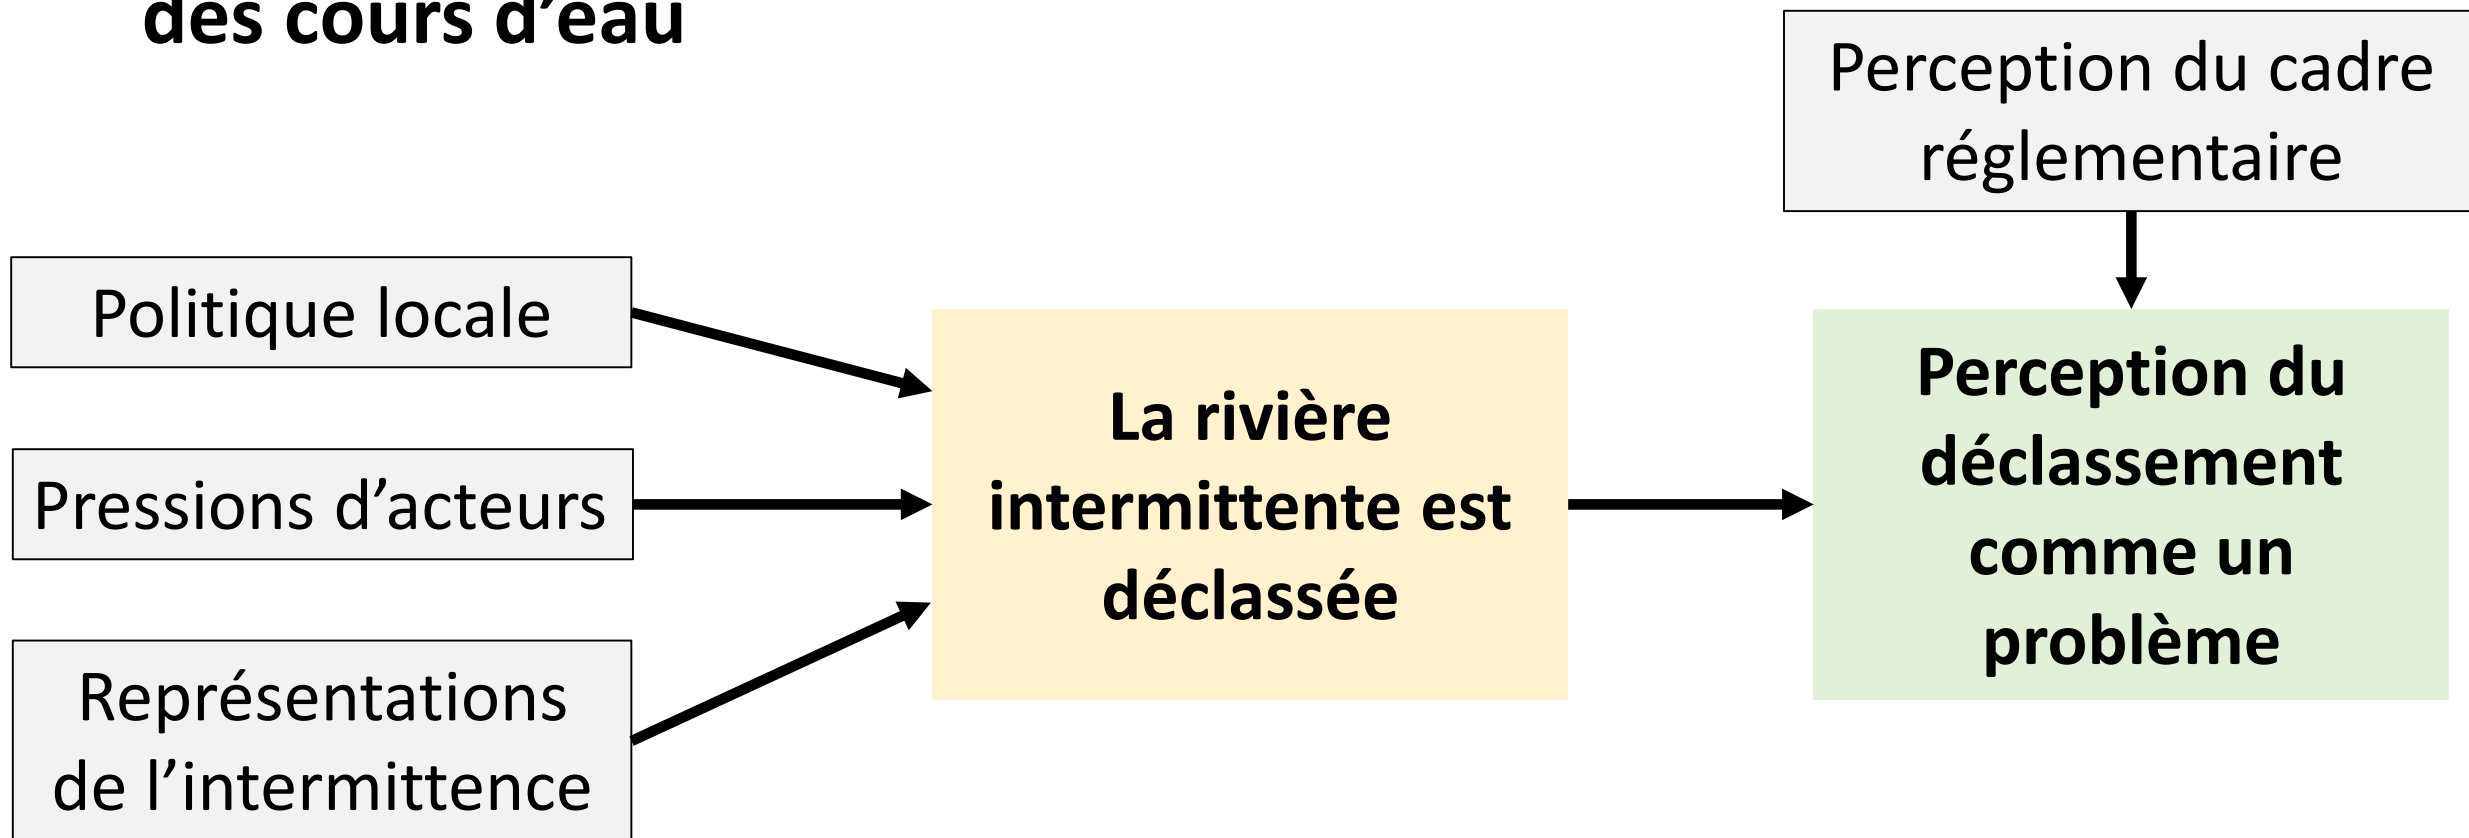 des cours d’eau
Perception du cadre
réglementaire
Politique locale
Pressions d’acteurs
Représentations
de l’intermittence
La rivière
intermittente est
déclassée
Perception du
déclassement
comme un
problème